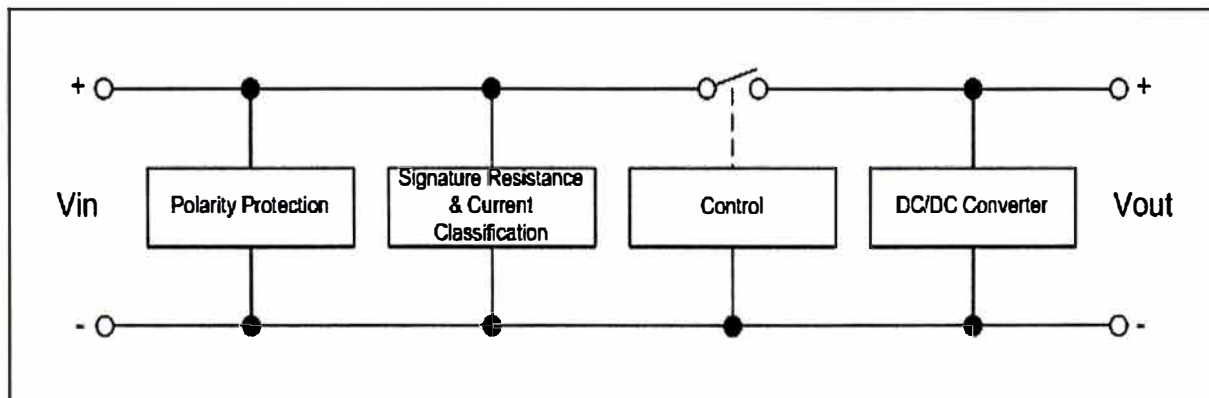 +
+
Vin
Polarity Protection
Signature Resistance
& Current
Classification
Control
DC/DC Converter
Vout
-
-